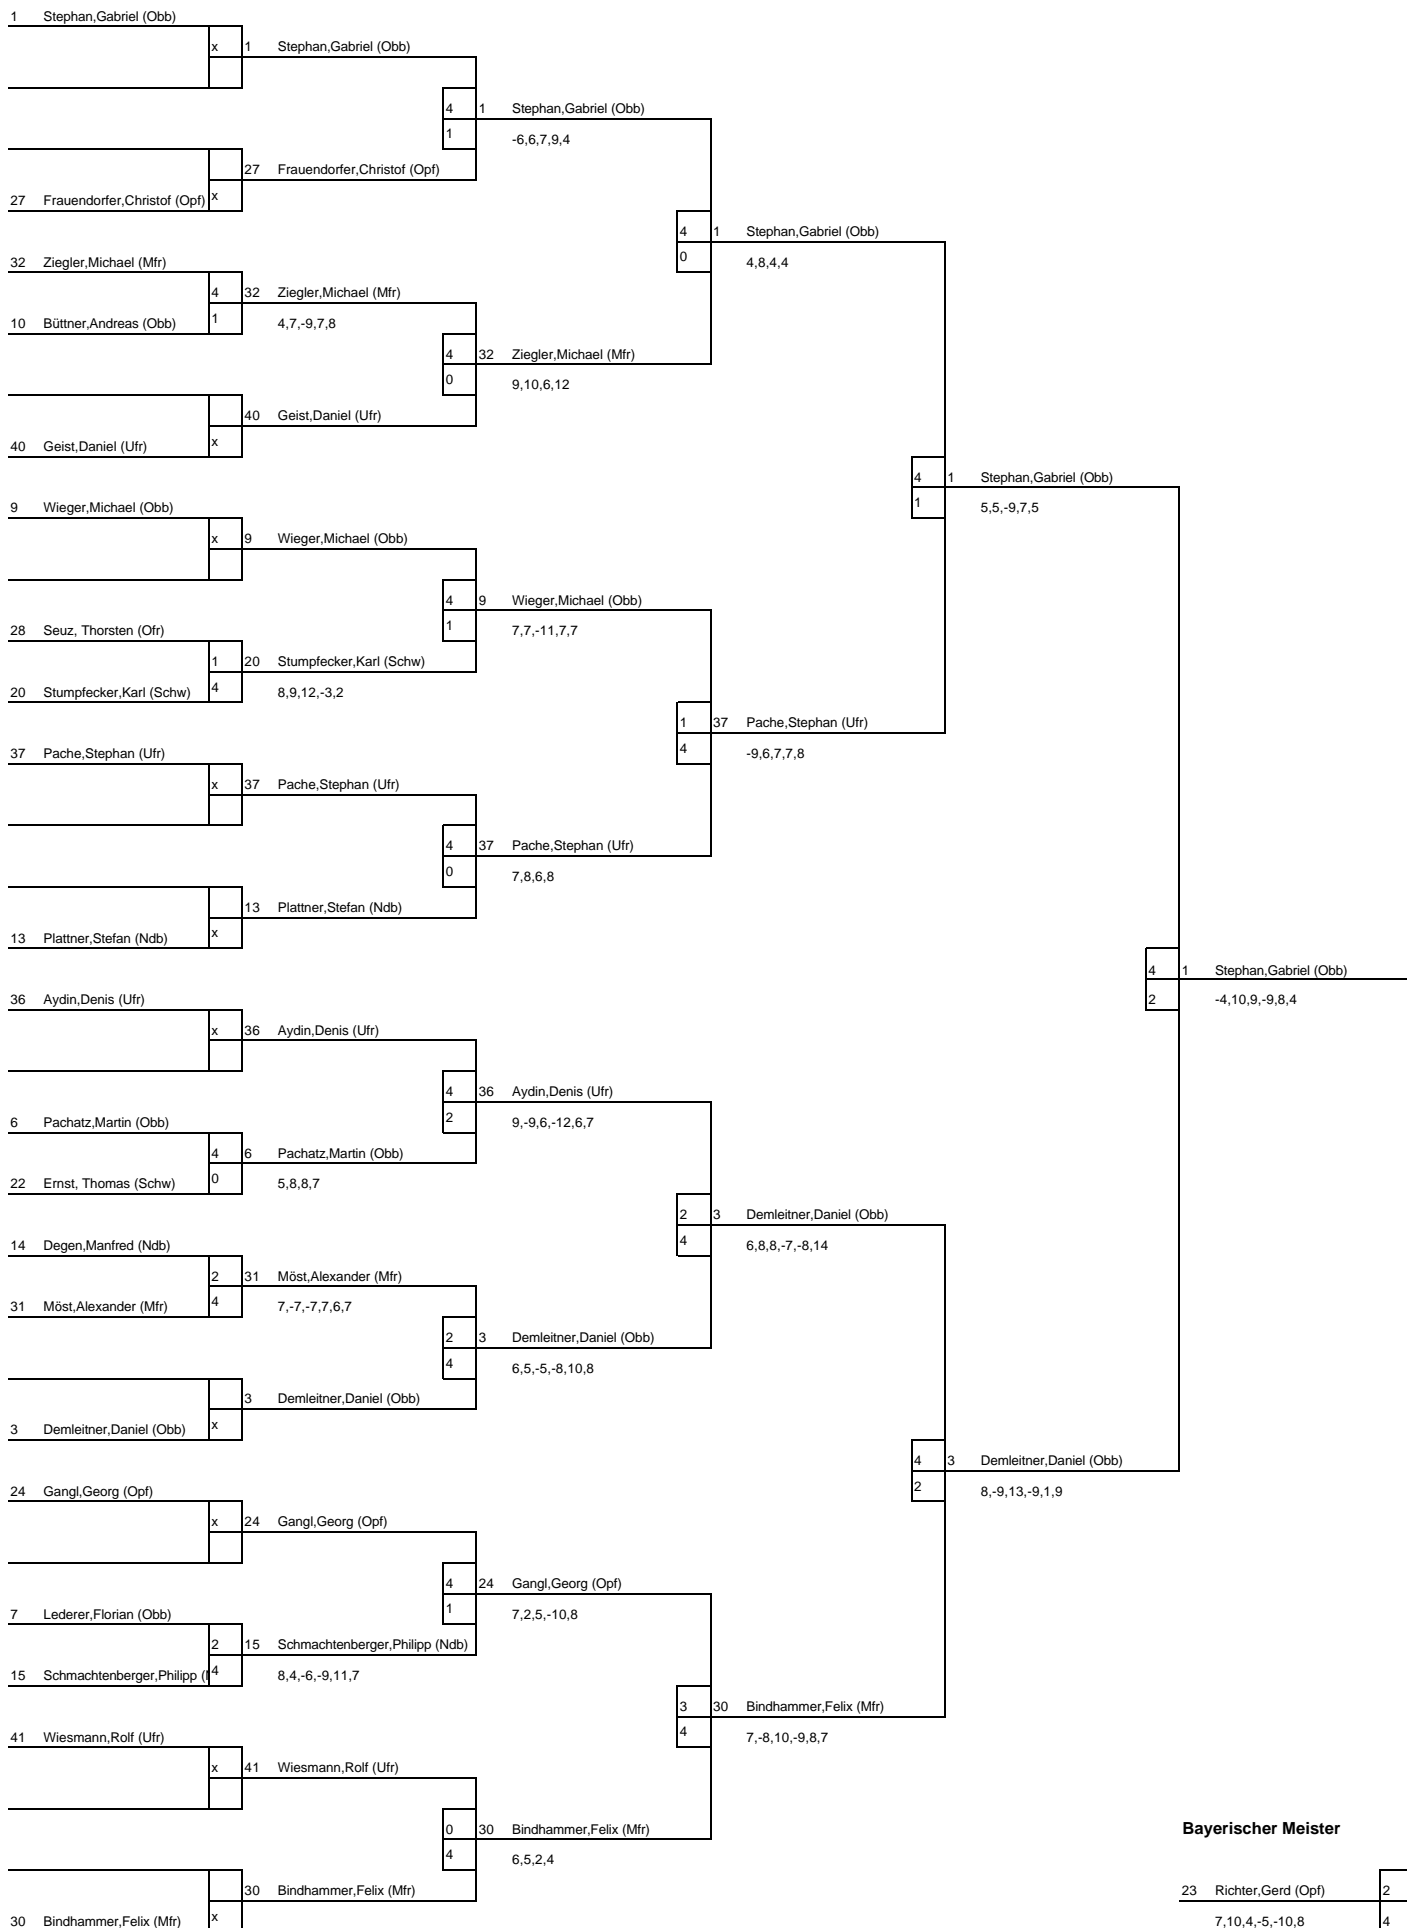 1 Stephan,Gabriel (Obb)
x 1 Stephan,Gabriel (Obb)
4 1 Stephan,Gabriel (Obb)
1 -6,6,7,9,4
27 Frauendorfer,Christof (Opf)
27 Frauendorfer,Christof (Opf) x
4 1 Stephan,Gabriel (Obb)
0 4,8,4,4
32 Ziegler,Michael (Mfr)
4 32 Ziegler,Michael (Mfr)
10 Büttner,Andreas (Obb) 1 4,7,-9,7,8
4 32 Ziegler,Michael (Mfr)
0 9,10,6,12
40 Geist,Daniel (Ufr)
40 Geist,Daniel (Ufr) x
4 1 Stephan,Gabriel (Obb)
1 5,5,-9,7,5
9 Wieger,Michael (Obb)
x 9 Wieger,Michael (Obb)
4 9 Wieger,Michael (Obb)
1 7,7,-11,7,7
28 Seuz, Thorsten (Ofr)
1 20 Stumpfecker,Karl (Schw)
20 Stumpfecker,Karl (Schw) 4 8,9,12,-3,2
1 37 Pache,Stephan (Ufr)
4 -9,6,7,7,8
37 Pache,Stephan (Ufr)
x 37 Pache,Stephan (Ufr)
4 37 Pache,Stephan (Ufr)
0 7,8,6,8
13 Plattner,Stefan (Ndb)
13 Plattner,Stefan (Ndb) x
4 1 Stephan,Gabriel (Obb)
2 -4,10,9,-9,8,4
36 Aydin,Denis (Ufr)
x 36 Aydin,Denis (Ufr)
4 36 Aydin,Denis (Ufr)
2 9,-9,6,-12,6,7
6 Pachatz,Martin (Obb)
4 6 Pachatz,Martin (Obb)
22 Ernst, Thomas (Schw) 0 5,8,8,7
2 3 Demleitner,Daniel (Obb)
4 6,8,8,-7,-8,14
14 Degen,Manfred (Ndb)
2 31 Möst,Alexander (Mfr)
31 Möst,Alexander (Mfr) 4 7,-7,-7,7,6,7
2 3 Demleitner,Daniel (Obb)
4 6,5,-5,-8,10,8
3 Demleitner,Daniel (Obb)
3 Demleitner,Daniel (Obb) x
4 3 Demleitner,Daniel (Obb)
2 8,-9,13,-9,1,9
24 Gangl,Georg (Opf)
x 24 Gangl,Georg (Opf)
4 24 Gangl,Georg (Opf)
1 7,2,5,-10,8
7 Lederer,Florian (Obb)
2 15 Schmachtenberger,Philipp (Ndb)
15 Schmachtenberger,Philipp ( 4 8,4,-6,-9,11,7
3 30 Bindhammer,Felix (Mfr)
4 7,-8,10,-9,8,7
41 Wiesmann,Rolf (Ufr)
x 41 Wiesmann,Rolf (Ufr)
0 30 Bindhammer,Felix (Mfr)
4 6,5,2,4
Bayerischer Meister
30 Bindhammer,Felix (Mfr)
23 Richter,Gerd (Opf) 2
30 Bindhammer,Felix (Mfr) x
7,10,4,-5,-10,8 4